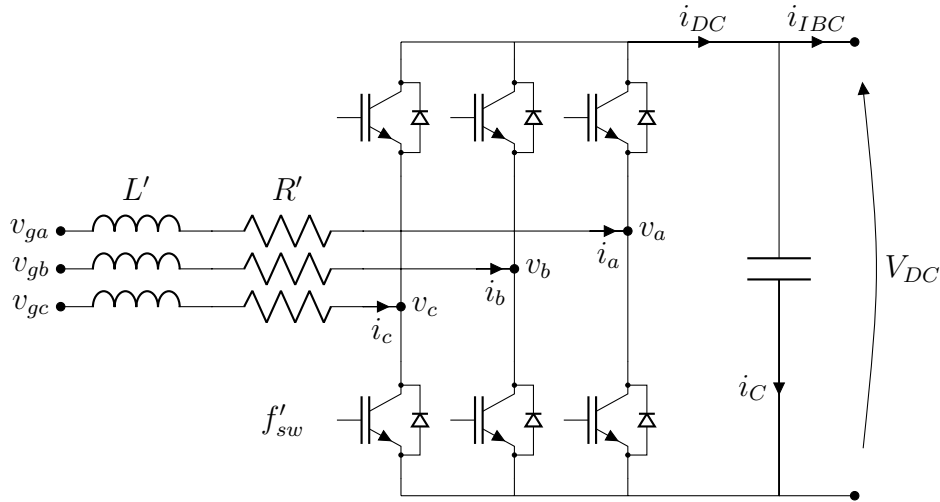 i_{DC} i_{IBC}
L' R'
v_{ga} v_a
i_a
v_{gb} v_b V_{DC}
i_b
v_{gc} v_c
i_c
i_C
f'_{sw}